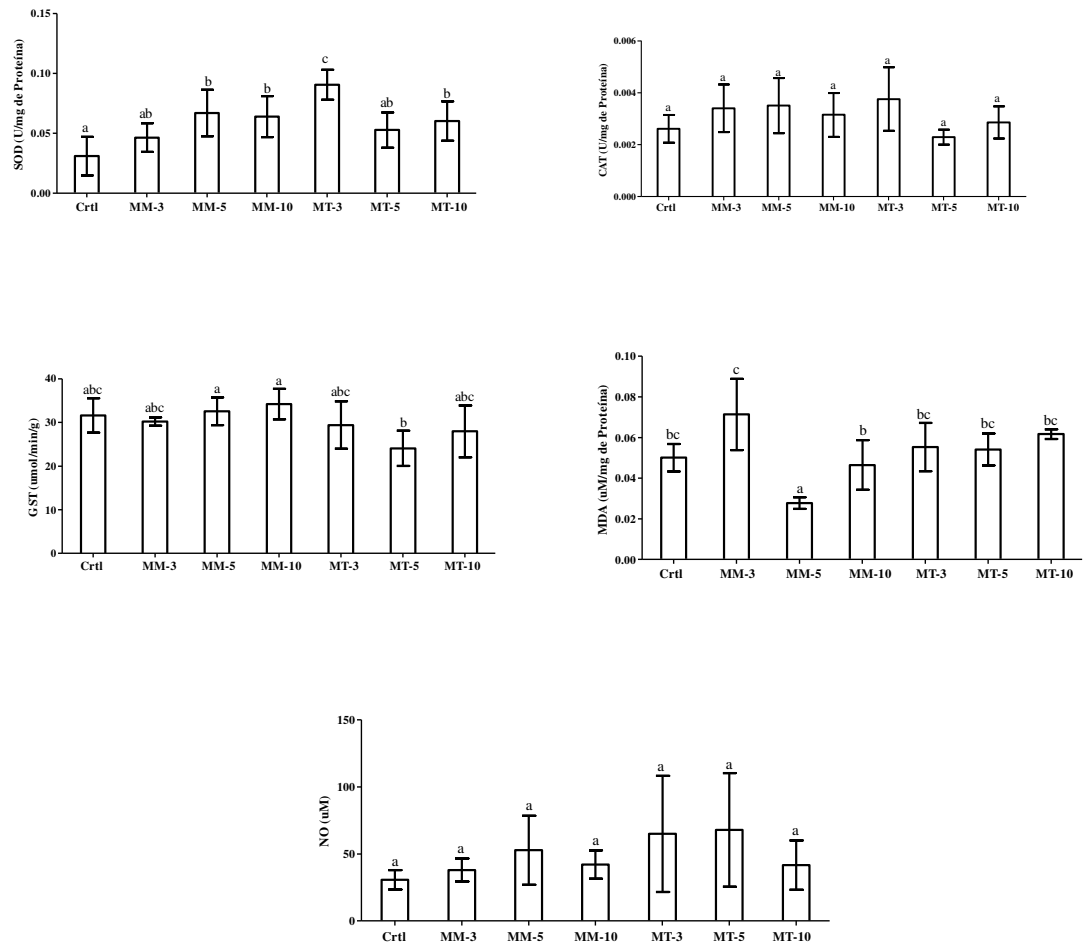 SOD (U/mg de Proteína)
0.15
0.10
0.05
0.00
a
ab
b
b
c
ab
b
Crtl MM-3 MM-5 MM-10 MT-3 MT-5 MT-10
CAT (U/mg de Proteína)
0.006
0.004
0.002
0.000
a
a
a
a
a
a
a
Crtl MM-3 MM-5 MM-10 MT-3 MT-5 MT-10
GST (umol/min/g)
40
30
20
10
0
abc
abc
a
a
abc
b
abc
Crtl MM-3 MM-5 MM-10 MT-3 MT-5 MT-10
MDA (uM/mg de Proteína)
0.10
0.08
0.06
0.04
0.02
0.00
bc
c
a
b
bc
bc
bc
Crtl MM-3 MM-5 MM-10 MT-3 MT-5 MT-10
NO (uM)
150
100
50
0
a
a
a
a
a
a
a
Crtl MM-3 MM-5 MM-10 MT-3 MT-5 MT-10